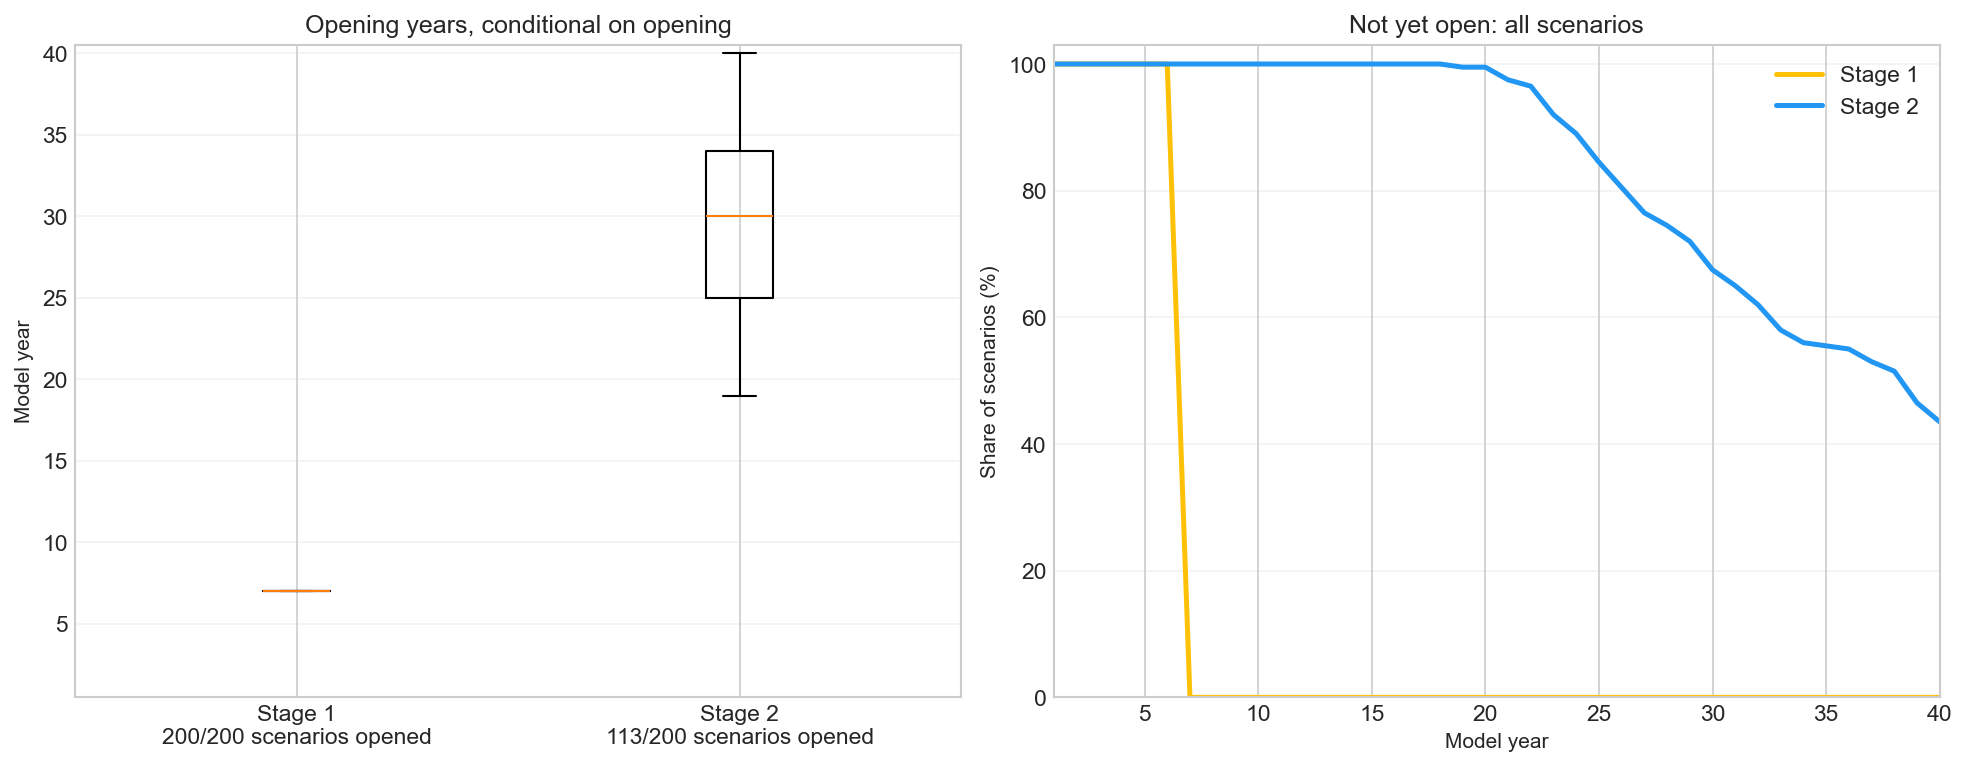 Opening years, conditional on opening
Model year
40
35
30
25
20
15
10
5
Stage 1
200/200 scenarios opened
Stage 2
113/200 scenarios opened
Not yet open: all scenarios
Share of scenarios (%)
100
80
60
40
20
0
Stage 1
Stage 2
5 10 15 20 25 30 35 40
Model year